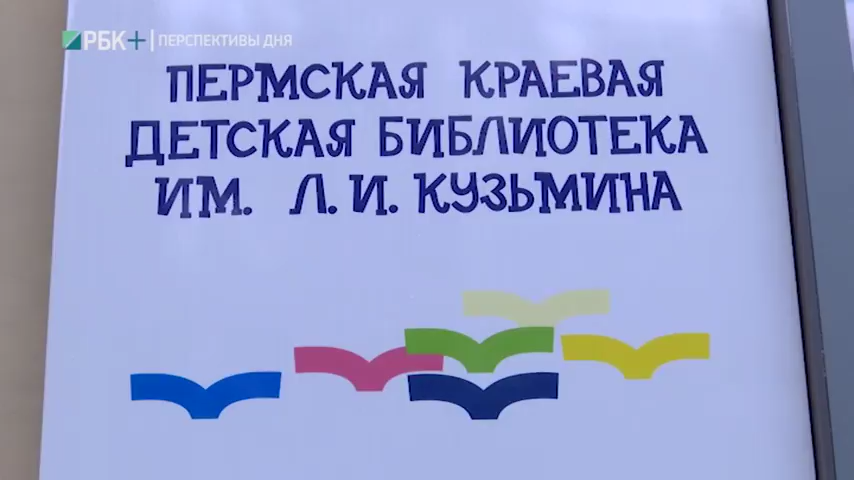 РБК+ | ПЕРСПЕКТИВЫ ДНЯ
ПЕРМСКАЯ КРАЕВАЯ
ДЕТСКАЯ БИБЛИОТЕКА
ИМ. Л. И. КУЗЬМИНА